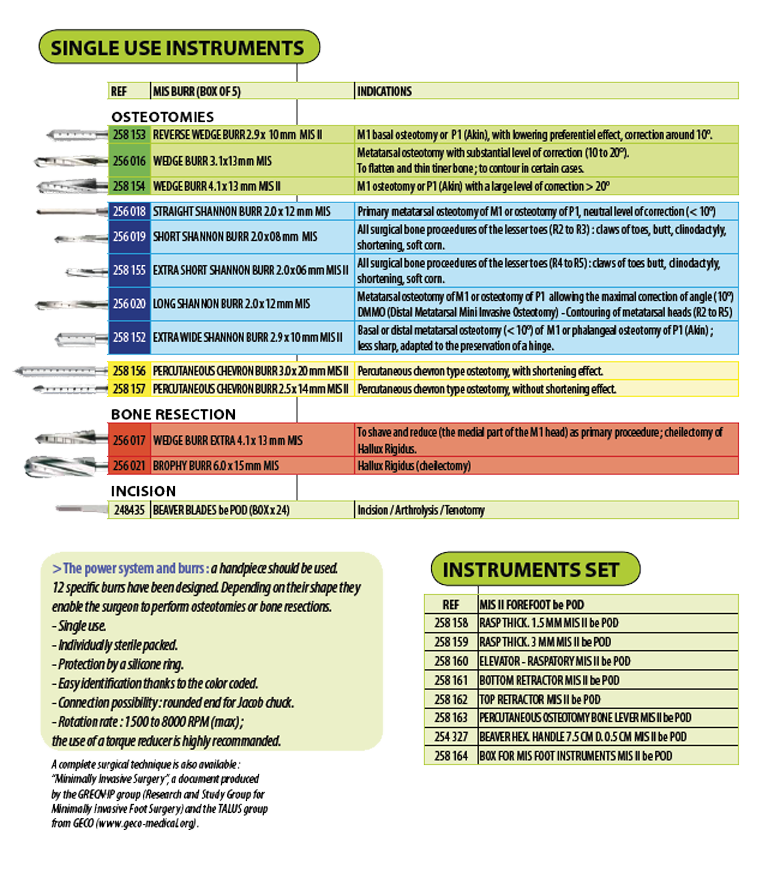 SINGLE USE INSTRUMENTS
REF MIS BURR (BOX OF 5) INDICATIONS
OSTEOTOMIES
258 153 REVERSE WEDGE BURR 2.9 x 10 mm MIS II M1 basal osteotomy or P1 (Akin), with lowering preferentiel effect, correction around 10º.
256 016 WEDGE BURR 3.1x13 mm MIS Metatarsal osteotomy with substantial level of correction (10 to 20º).
To flatten and thin tiner bone ; to contour in certain cases.
258 154 WEDGE BURR 4.1 x 13 mm MIS II M1 osteotomy or P1 (Akin) with a large level of correction > 20º
256 018 STRAIGHT SHANNON BURR 2.0 x 12 mm MIS Primary metatarsal osteotomy of M1 or osteotomy of P1, neutral level of correction (< 10º)
256 019 SHORT SHANNON BURR 2.0 x 08 mm MIS All surgical bone proceedures of the lesser toes (R2 to R3) : claws of toes, butt, clinodactyly,
shortening, soft corn.
258 155 EXTRA SHORT SHANNON BURR 2.0 x 06 mm MIS II All surgical bone proceedures of the lesser toes (R4 to R5) : claws of toes butt, clinodactyly,
shortening, soft corn.
256 020 LONG SHANNON BURR 2.0 x 12 mm MIS Metatarsal osteotomy of M1 or osteotomy of P1 allowing the maximal correction of angle (10º)
DMMO (Distal Metatarsal Mini Invasive Osteotomy) - Contouring of metatarsal heads (R2 to R5)
258 152 EXTRA WIDE SHANNON BURR 2.9 x 10 mm MIS II Basal or distal metatarsal osteotomy (< 10º) of M1 or phalangeal osteotomy of P1 (Akin) ;
less sharp, adapted to the preservation of a hinge.
258 156 PERCUTANEOUS CHEVRON BURR 3.0 x 20 mm MIS II Percutaneous chevron type osteotomy, with shortening effect.
258 157 PERCUTANEOUS CHEVRON BURR 2.5 x 14 mm MIS II Percutaneous chevron type osteotomy, without shortening effect.
BONE RESECTION
256 017 WEDGE BURR EXTRA 4.1 x 13 mm MIS To shave and reduce (the medial part of the M1 head) as primary proceedure ; cheilectomy of
Hallux Rigidus.
256 021 BROPHY BURR 6.0 x 15 mm MIS Hallux Rigidus (cheilectomy)
INCISION
248435 BEAVER BLADES be POD (BOX x 24) Incision / Arthrolysis / Tenotomy
> The power system and burrs : a handpiece should be used.
12 specific burrs have been designed. Depending on their shape they
enable the surgeon to perform osteotomies or bone resections.
- Single use.
- Individually sterile packed.
- Protection by a silicone ring.
- Easy identification thanks to the color coded.
- Connection possibility : rounded end for Jacob chuck.
- Rotation rate : 1500 to 8000 RPM (max) ;
the use of a torque reducer is highly recommanded.
A complete surgical technique is also available :
"Minimally Invasive Surgery", a document produced
by the GRECMIP group (Research and Study Group for
Minimally Invasive Foot Surgery) and the TALUS group
from GECO (www.geco-medical.org) .
INSTRUMENTS SET
REF MIS II FOREFOOT be POD
258 158 RASP THICK. 1.5 MM MIS II be POD
258 159 RASP THICK. 3 MM MIS II be POD
258 160 ELEVATOR - RASPATORY MIS II be POD
258 161 BOTTOM RETRACTOR MIS II be POD
258 162 TOP RETRACTOR MIS II be POD
258 163 PERCUTANEOUS OSTEOTOMY BONE LEVER MIS II be POD
254 327 BEAVER HEX. HANDLE 7.5 CM D. 0.5 CM MIS II be POD
258 164 BOX FOR MIS FOOT INSTRUMENTS MIS II be POD